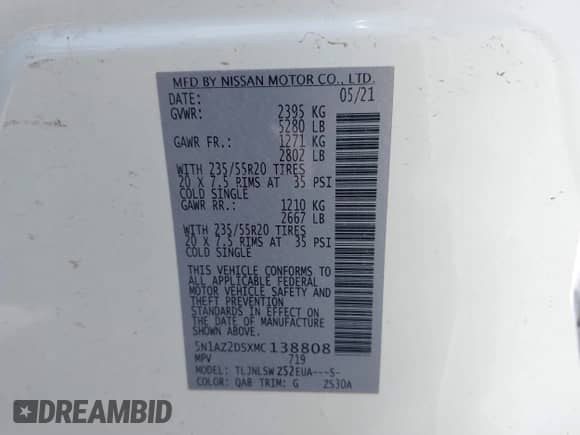 MFD BY NISSAN MOTOR CO., LTD.
DATE: 05/21
GVWR: 2395 KG
5280 LB
GAWR FR.: 1271 KG
2802 LB
WITH 235/55R20 TIRES
20 X 7.5 RIMS AT 35 PSI
COLD SINGLE
GAWR RR.: 1210 KG
2667 LB
WITH 235/55R20 TIRES
20 X 7.5 RIMS AT 35 PSI
COLD SINGLE
THIS VEHICLE CONFORMS TO
ALL APPLICABLE FEDERAL
MOTOR VEHICLE SAFETY AND
THEFT PREVENTION
STANDARDS IN EFFECT ON
THE DATE OF MANUFACTURE
SHOWN ABOVE.
5N1AZ2DSXMC138808
MPV 719
MODEL: TLJNLSWZ52EUA---S-
COLOR: QAB TRIM: G ZS30A
STATBIDCAR
STATBIDCAR